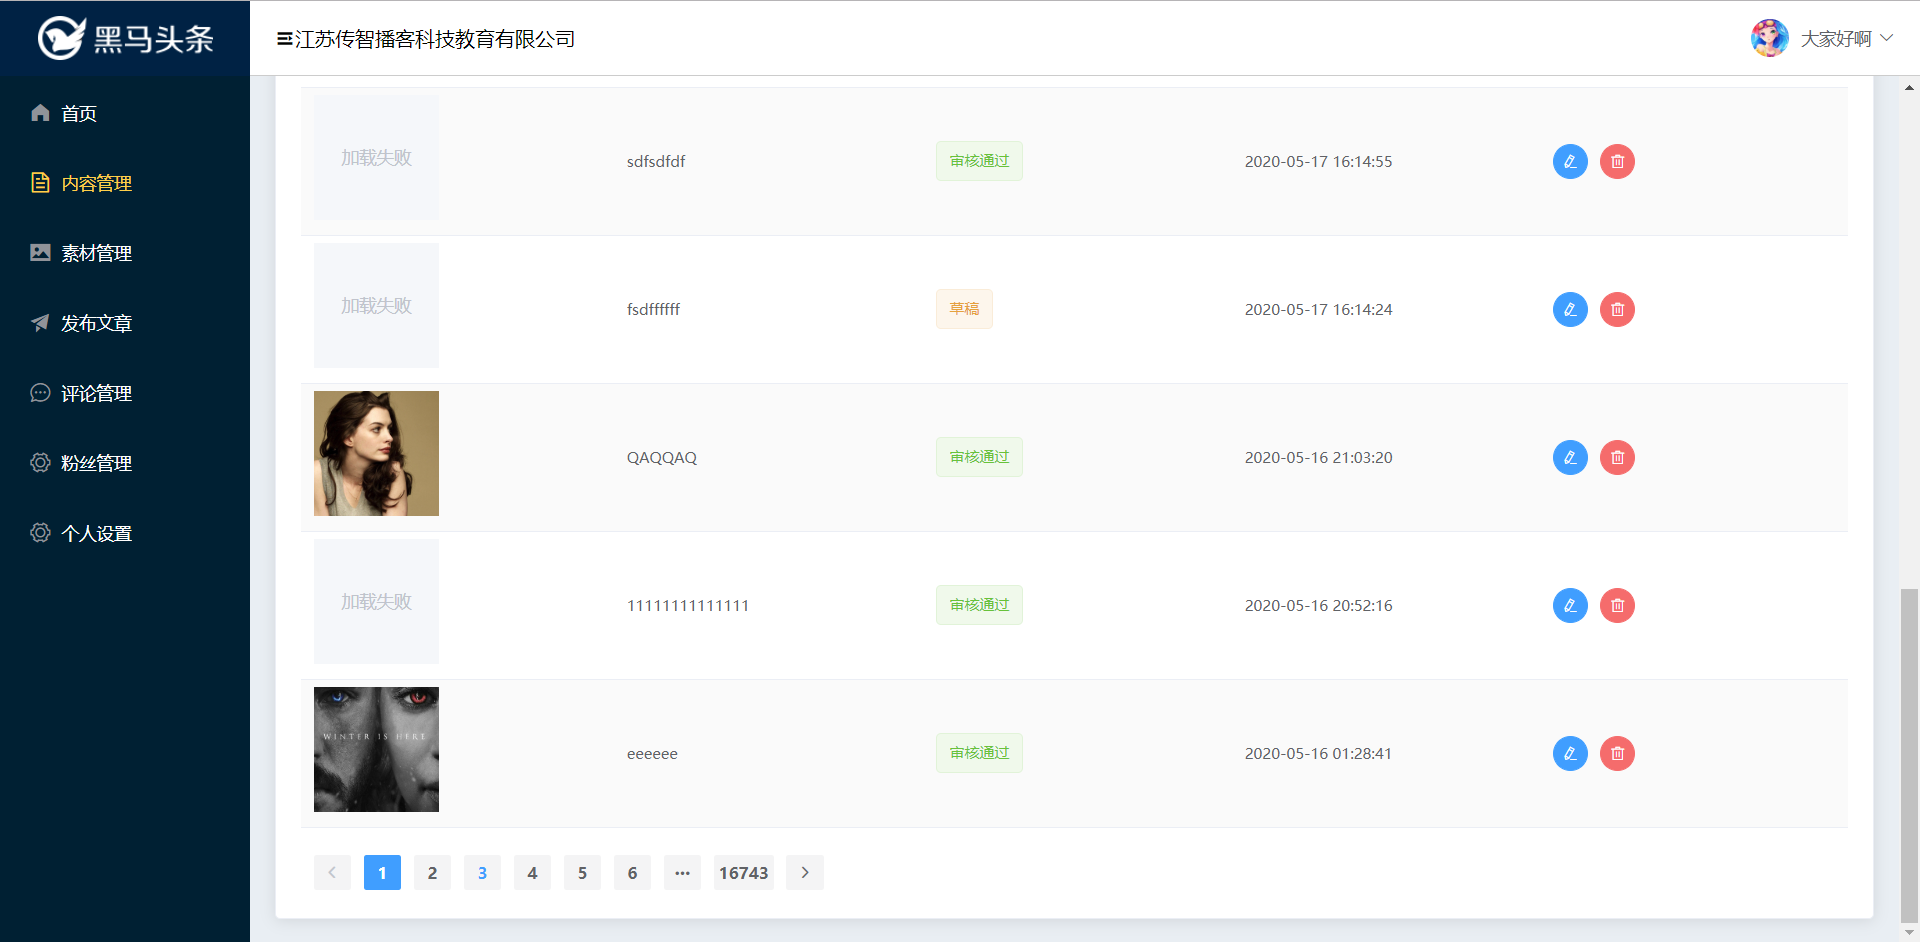 黑马头条
江苏传智播客科技教育有限公司
大家好啊
首页
内容管理
素材管理
发布文章
评论管理
粉丝管理
个人设置
加载失败 sdfsdfdf 审核通过 2020-05-17 16:14:55
加载失败 fsdffffff 草稿 2020-05-17 16:14:24
QAQQAQ 审核通过 2020-05-16 21:03:20
加载失败 11111111111111 审核通过 2020-05-16 20:52:16
WINTER IS HERE
eeeeee 审核通过 2020-05-16 01:28:41
1 2 3 4 5 6 ··· 16743